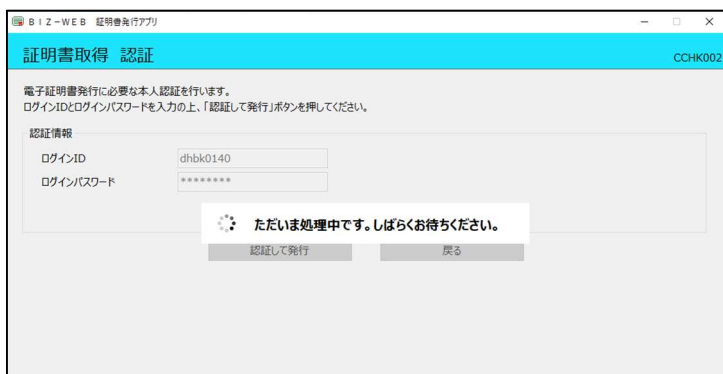 ＢＩＺ－ＷＥＢ 証明書発行アプリ
証明書取得 認証
CCHK002
電子証明書発行に必要な本人認証を行います。
ログインIDとログインパスワードを入力の上、「認証して発行」ボタンを押してください。
認証情報
ログインID
dhbk0140
ログインパスワード
********
ただいま処理中です。しばらくお待ちください。
認証して発行
戻る